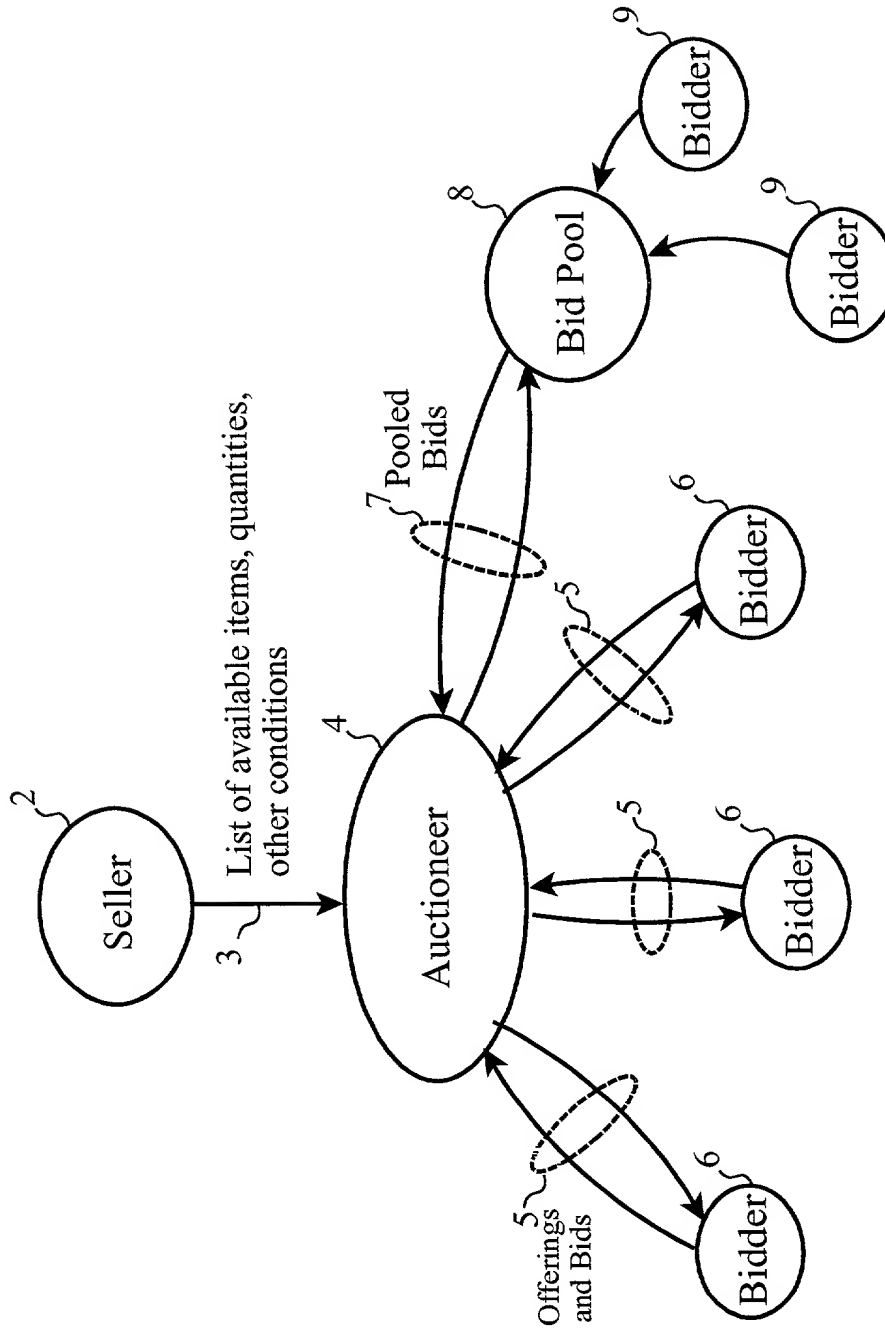 2
Seller
3
List of available items, quantities,
other conditions
4
Auctioneer
7
Pooled
Bids
8
Bid Pool
9
Bidder
9
Bidder
5
Offerings
and Bids
6
Bidder
5
6
Bidder
5
6
Bidder